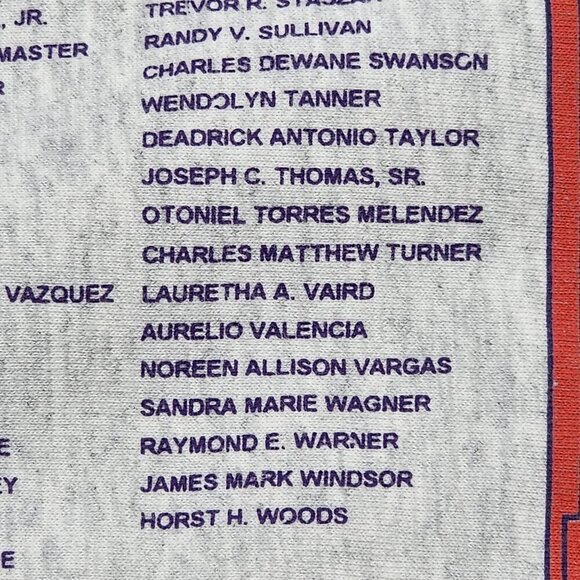 JR.
MASTER
R
VAZQUEZ
E
EY
E
TREVOR R.
RANDY V. SULLIVAN
CHARLES DEWANE SWANSON
WENDOLYN TANNER
DEADRICK ANTONIO TAYLOR
JOSEPH C. THOMAS, SR.
OTONIEL TORRES MELENDEZ
CHARLES MATTHEW TURNER
LAURETHA A. VAIRD
AURELIO VALENCIA
NOREEN ALLISON VARGAS
SANDRA MARIE WAGNER
RAYMOND E. WARNER
JAMES MARK WINDSOR
HORST H. WOODS